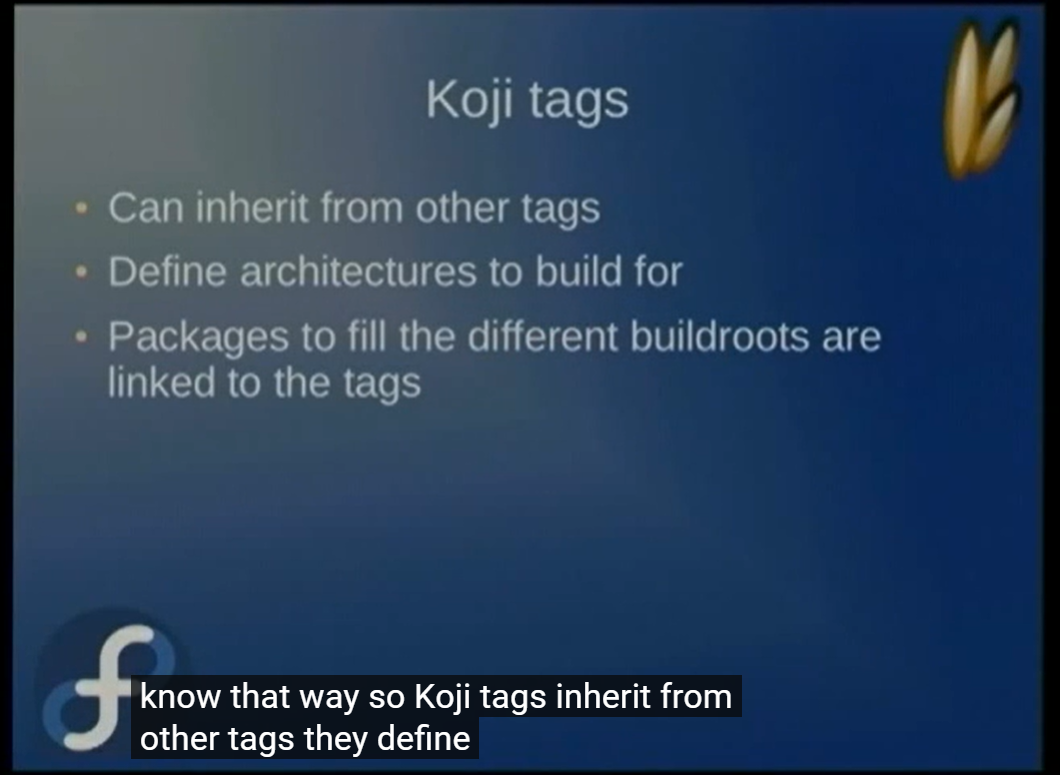 Koji tags
• Can inherit from other tags
• Define architectures to build for
• Packages to fill the different buildroots are
linked to the tags
know that way so Koji tags inherit from
other tags they define